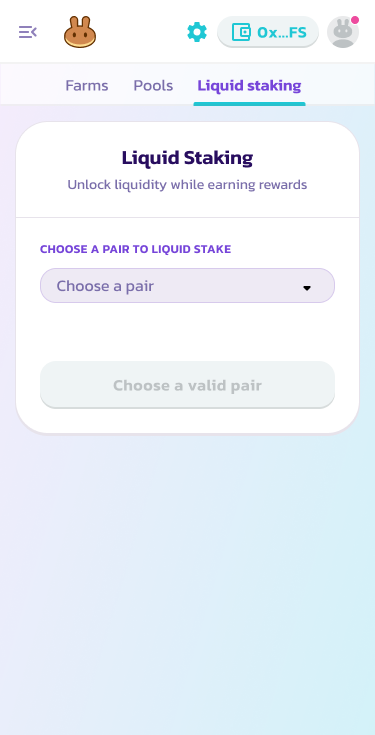 0x...FS
Farms Pools Liquid staking
Liquid Staking
Unlock liquidity while earning rewards
CHOOSE A PAIR TO LIQUID STAKE
Choose a pair
Choose a valid pair